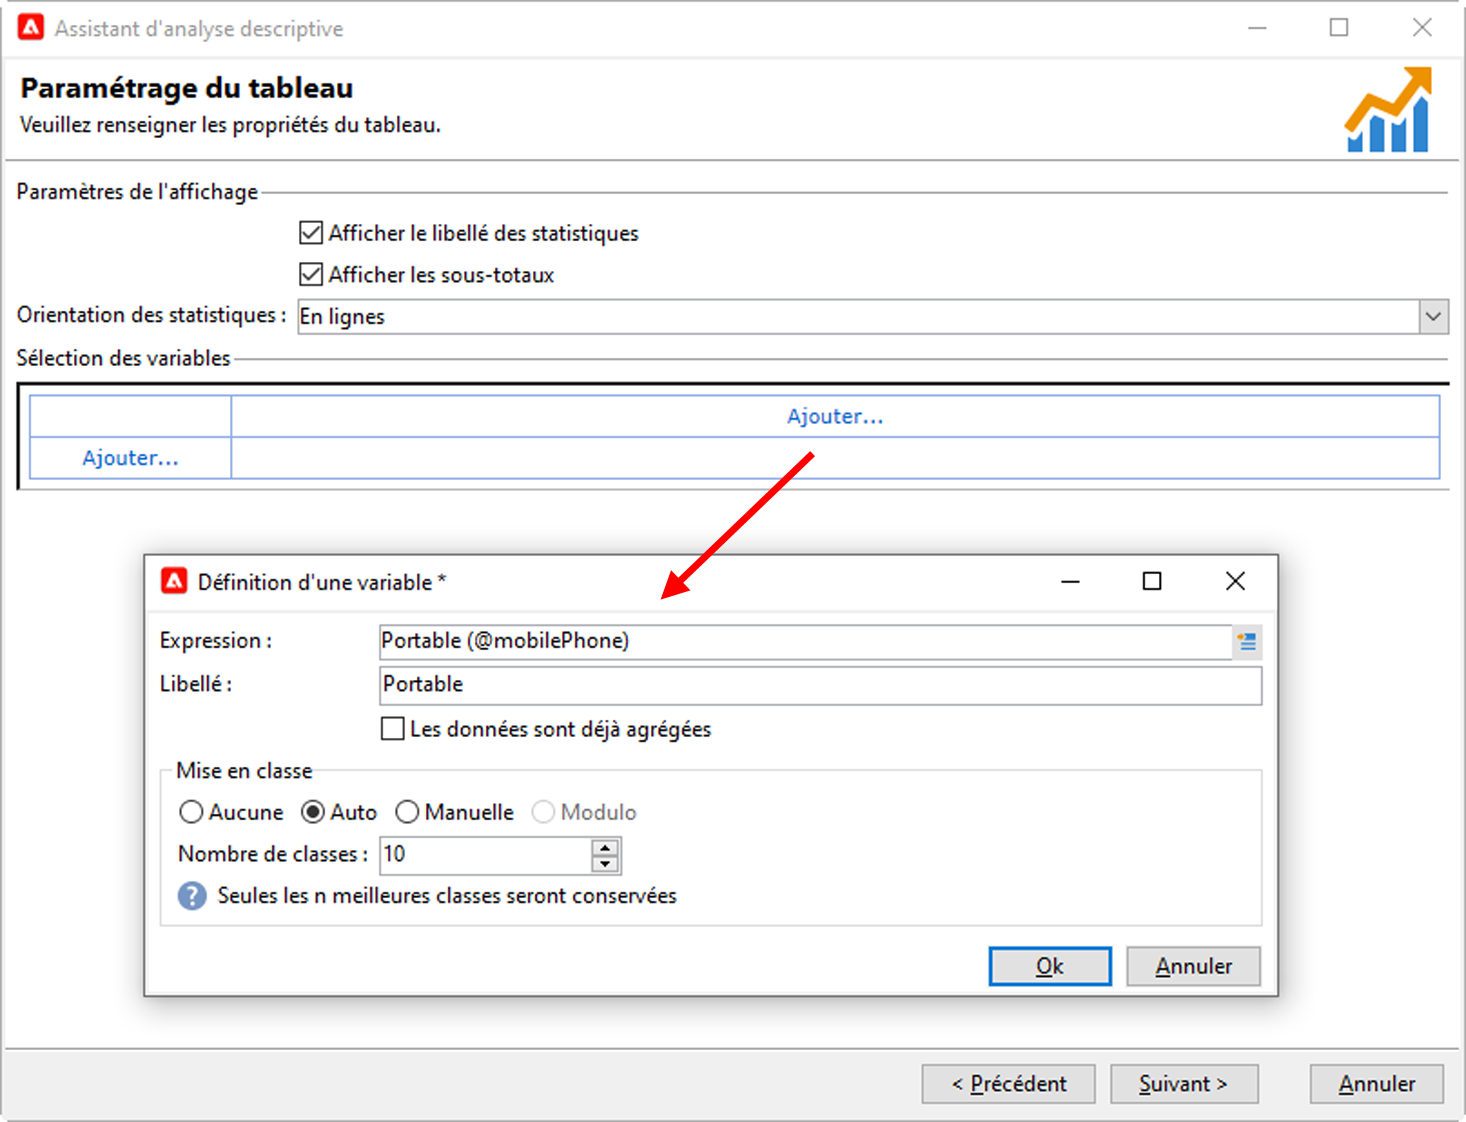 Assistant d'analyse descriptive
Paramétrage du tableau
Veuillez renseigner les propriétés du tableau.
Paramètres de l'affichage
Afficher le libellé des statistiques
Afficher les sous-totaux
Orientation des statistiques : En lignes
Sélection des variables
Ajouter...
Ajouter...
Définition d'une variable *
Expression : Portable (@mobilePhone)
Libellé : Portable
Les données sont déjà agrégées
Mise en classe
Aucune Auto Manuelle Modulo
Nombre de classes : 10
? Seules les n meilleures classes seront conservées
Ok Annuler
< Précédent Suivant > Annuler